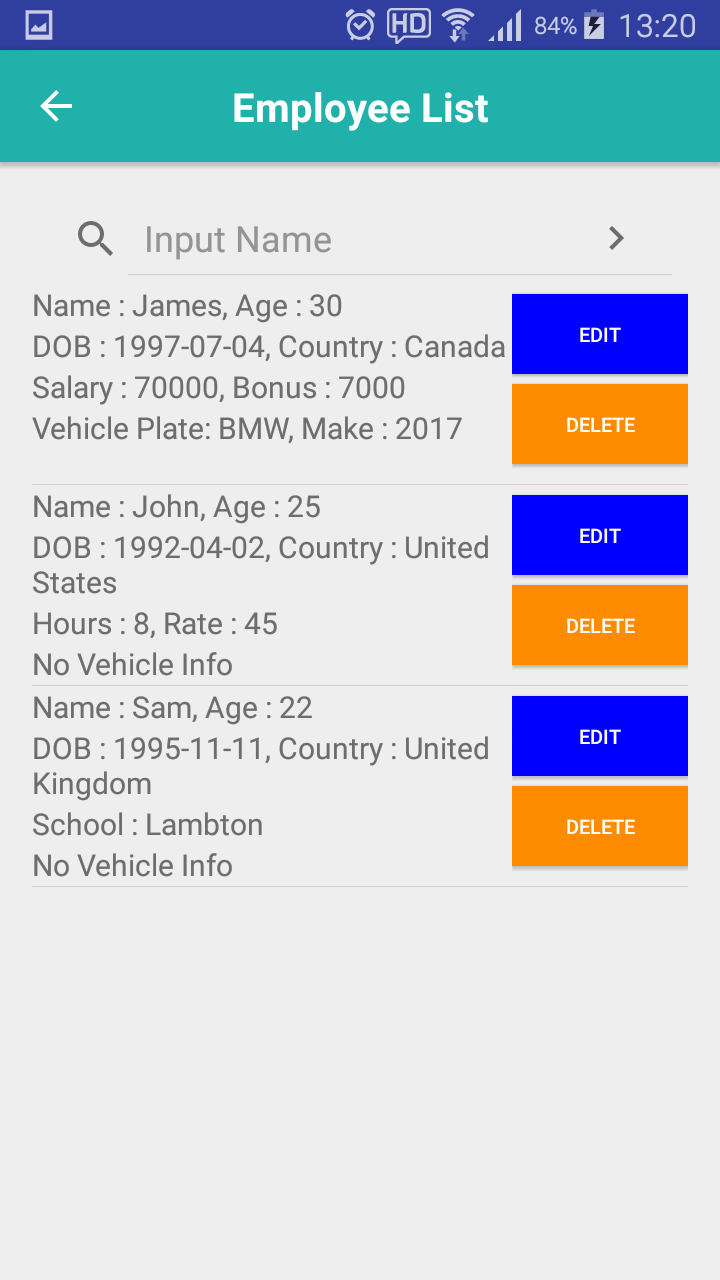 HD 84% 13:20
Employee List
Input Name
Name : James, Age : 30
DOB : 1997-07-04, Country : Canada
Salary : 70000, Bonus : 7000
Vehicle Plate: BMW, Make : 2017
EDIT
DELETE
Name : John, Age : 25
DOB : 1992-04-02, Country : United
States
Hours : 8, Rate : 45
No Vehicle Info
EDIT
DELETE
Name : Sam, Age : 22
DOB : 1995-11-11, Country : United
Kingdom
School : Lambton
No Vehicle Info
EDIT
DELETE